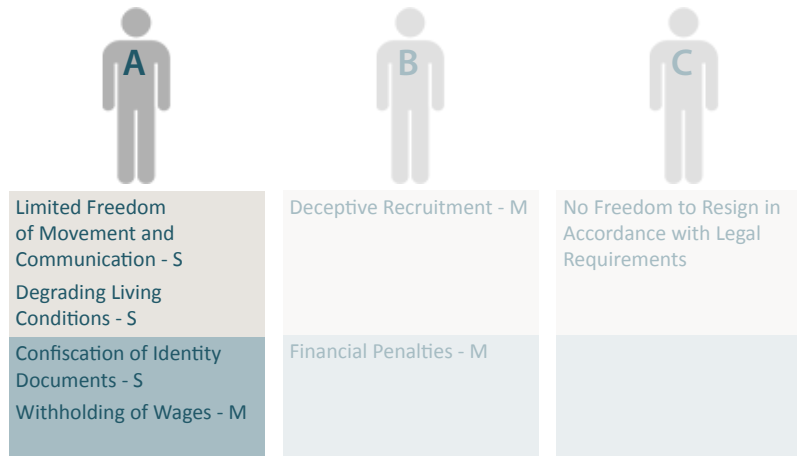 A
B
C
Limited Freedom
of Movement and
Communication - S
Degrading Living
Conditions - S
Confiscation of Identity
Documents - S
Withholding of Wages - M
Deceptive Recruitment - M
Financial Penalties - M
No Freedom to Resign in
Accordance with Legal
Requirements